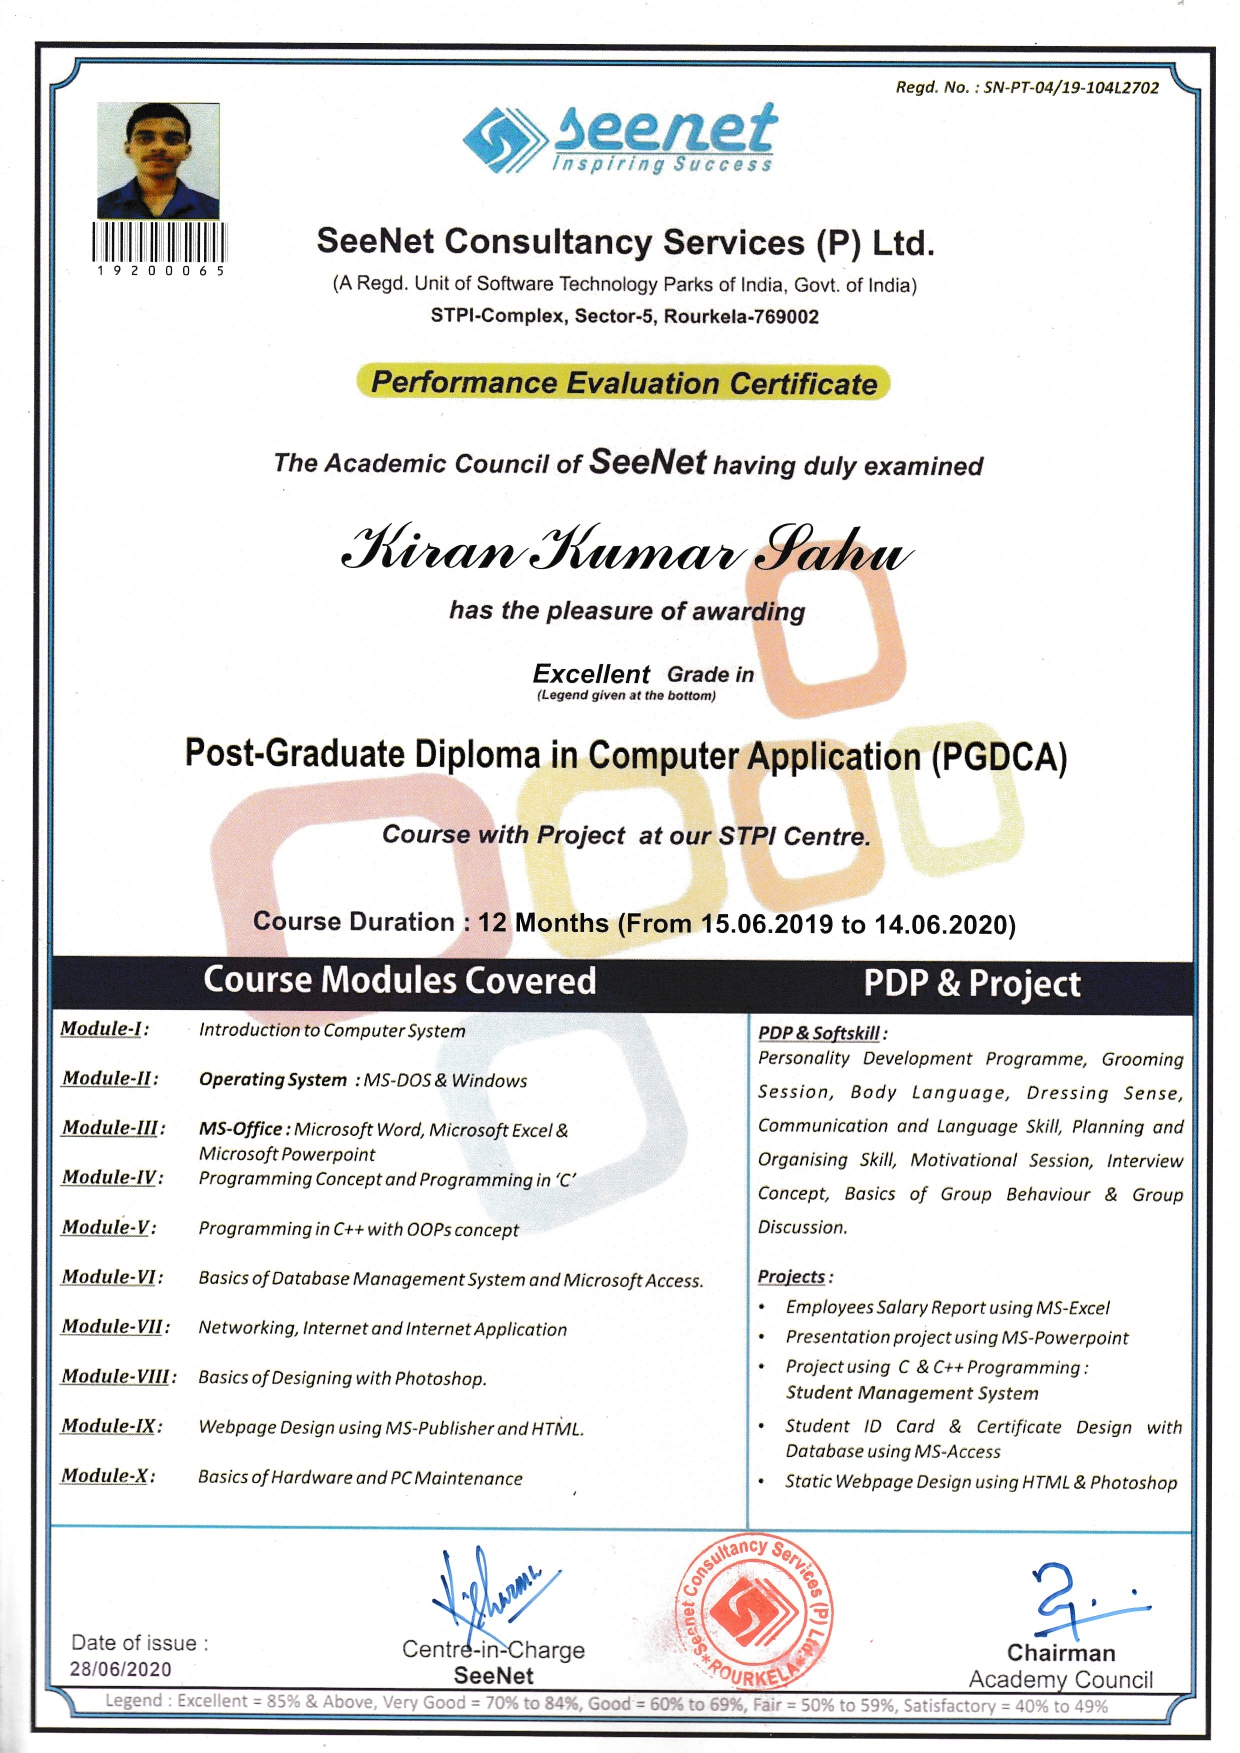 Regd. No. : SN-PT-04/19-104L2702
seenet
Inspiring Success
19200065
SeeNet Consultancy Services (P) Ltd.
(A Regd. Unit of Software Technology Parks of India, Govt. of India)
STPI-Complex, Sector-5, Rourkela-769002
Performance Evaluation Certificate
The Academic Council of SeeNet having duly examined
Kiran Kumar Sahu
has the pleasure of awarding
Excellent Grade in
(Legend given at the bottom)
Post-Graduate Diploma in Computer Application (PGDCA)
Course with Project at our STPI Centre.
Course Duration : 12 Months (From 15.06.2019 to 14.06.2020)
Course Modules Covered
Module-I: Introduction to Computer System
Module-II: Operating System : MS-DOS & Windows
Module-III: MS-Office : Microsoft Word, Microsoft Excel &
Microsoft Powerpoint
Module-IV: Programming Concept and Programming in ‘C’
Module-V: Programming in C++ with OOPs concept
Module-VI: Basics of Database Management System and Microsoft Access.
Module-VII: Networking, Internet and Internet Application
Module-VIII: Basics of Designing with Photoshop.
Module-IX: Webpage Design using MS-Publisher and HTML.
Module-X: Basics of Hardware and PC Maintenance
PDP & Project
PDP & Softskill :
Personality Development Programme, Grooming
Session, Body Language, Dressing Sense,
Communication and Language Skill, Planning and
Organising Skill, Motivational Session, Interview
Concept, Basics of Group Behaviour & Group
Discussion.
Projects :
• Employees Salary Report using MS-Excel
• Presentation project using MS-Powerpoint
• Project using C & C++ Programming :
Student Management System
• Student ID Card & Certificate Design with
Database using MS-Access
• Static Webpage Design using HTML & Photoshop
Date of issue :
28/06/2020
Centre-in-Charge
SeeNet
Seenet Consultancy Services (P) Ltd.
* ROURKELA *
Chairman
Academy Council
Legend : Excellent = 85% & Above, Very Good = 70% to 84%, Good = 60% to 69%, Fair = 50% to 59%, Satisfactory = 40% to 49%